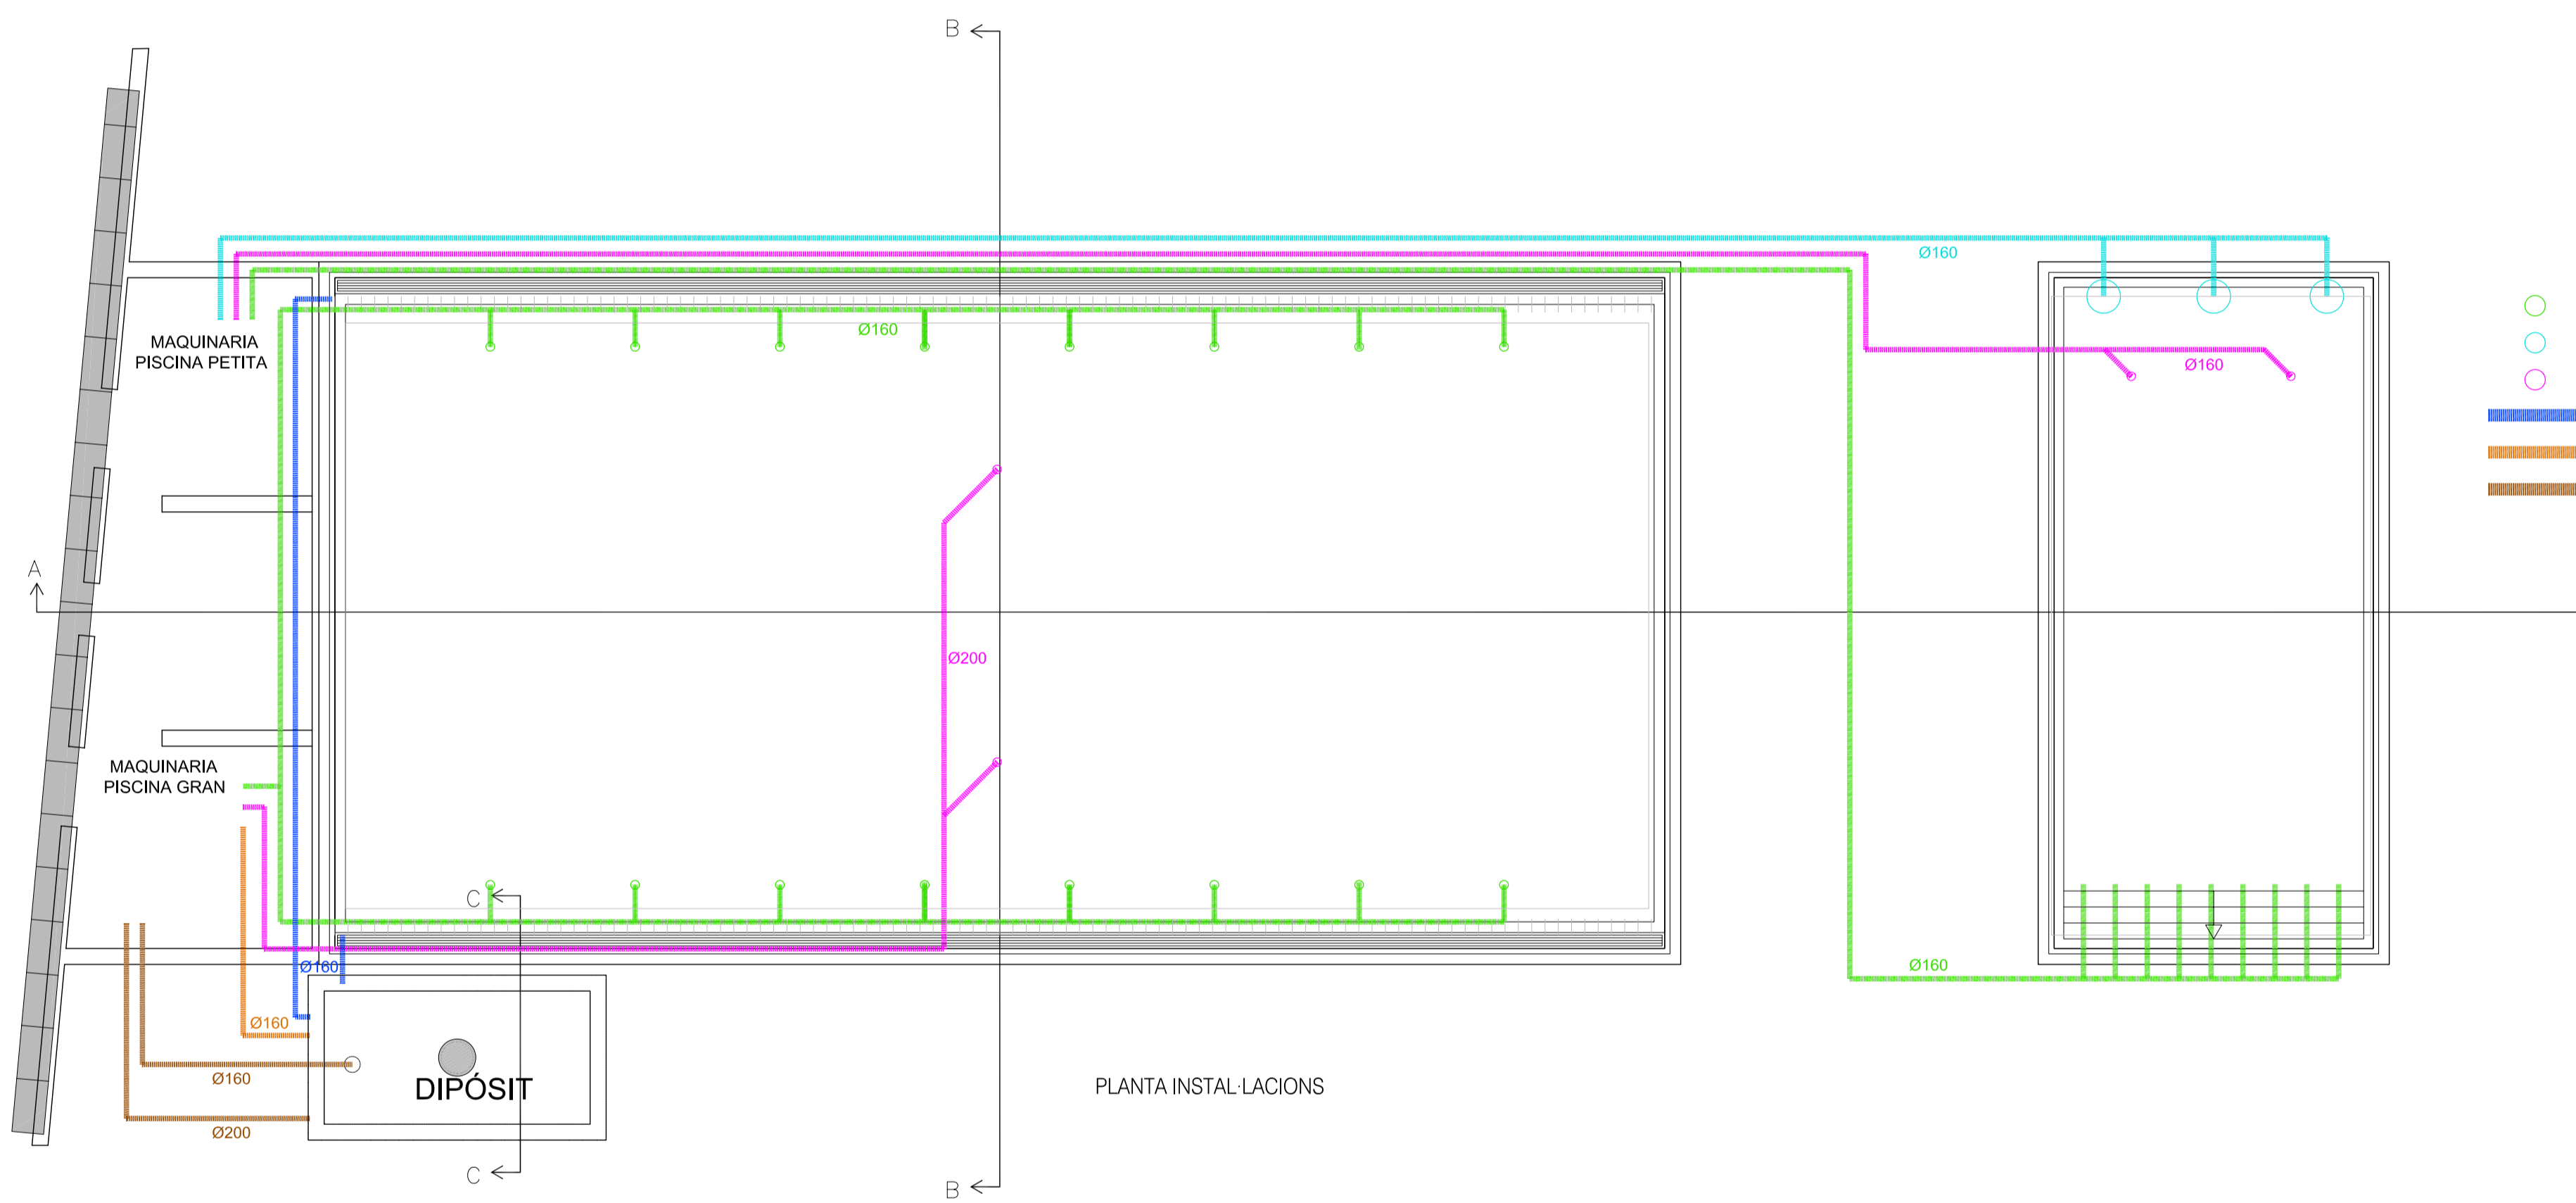 B
Ø160
Ø160
MAQUINARIA
PISCINA PETITA
Ø160
A
Ø200
MAQUINARIA
PISCINA GRAN
C
Ø160
Ø160
Ø160
Ø160
DIPÓSIT
PLANTA INSTAL·LACIONS
Ø200
C
B